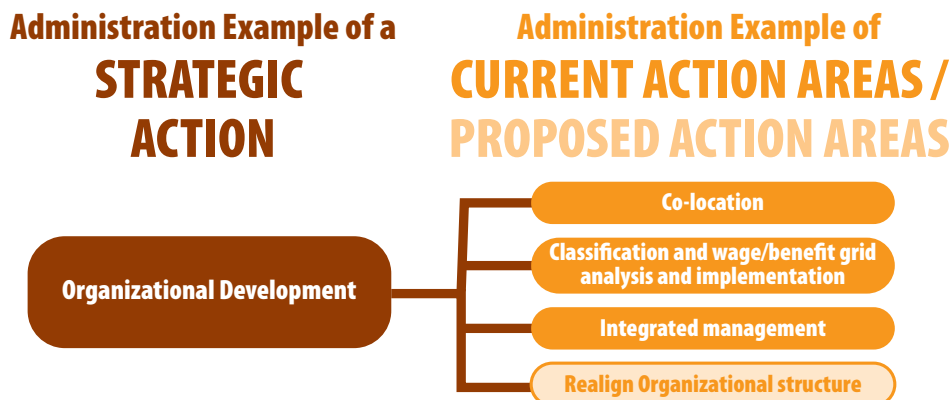 Administration Example of a
STRATEGIC
ACTION
Administration Example of
CURRENT ACTION AREAS /
PROPOSED ACTION AREAS
Organizational Development
Co-location
Classification and wage/benefit grid
analysis and implementation
Integrated management
Realign Organizational structure